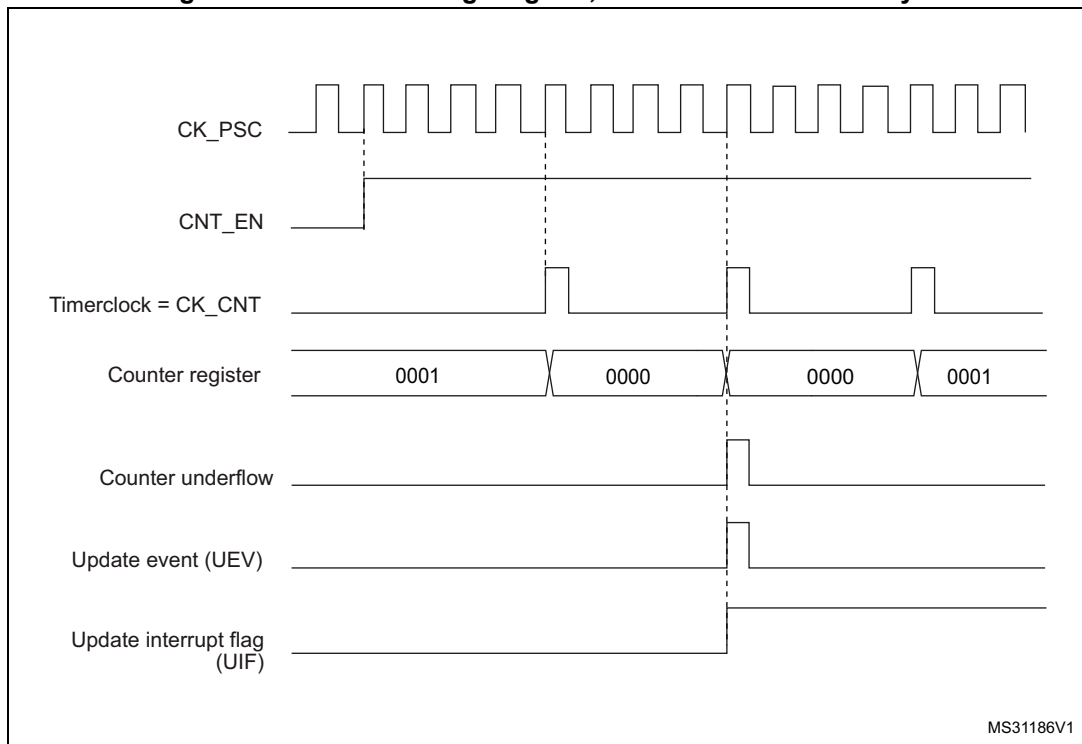 CK_PSC
CNT_EN
Timerclock = CK_CNT
Counter register
0001 0000 0000 0001
Counter underflow
Update event (UEV)
Update interrupt flag
(UIF)
MS31186V1